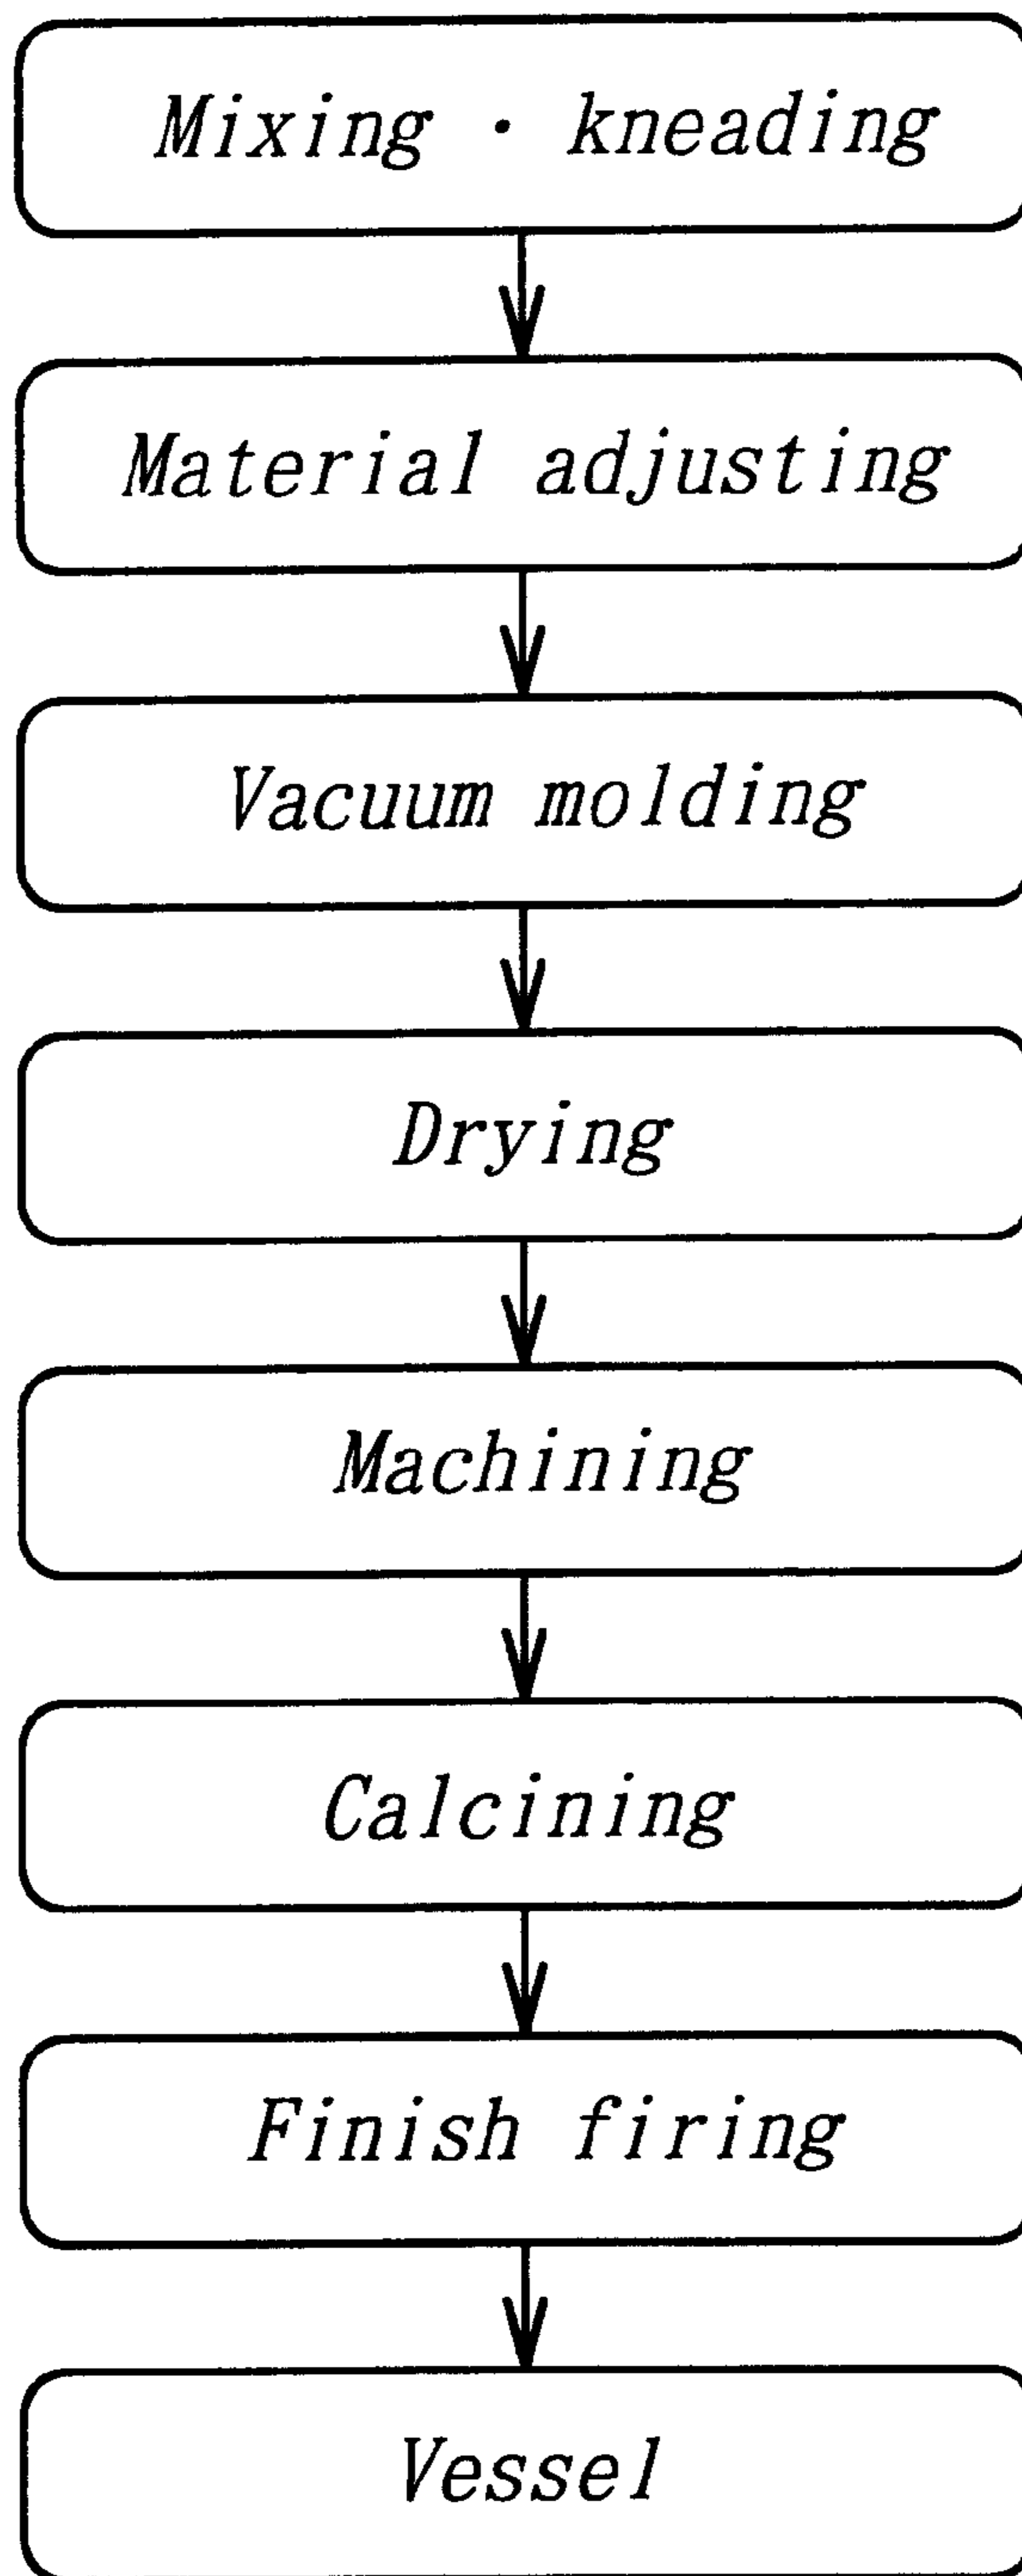 Mixing · kneading
Material adjusting
Vacuum molding
Drying
Machining
Calcining
Finish firing
Vessel